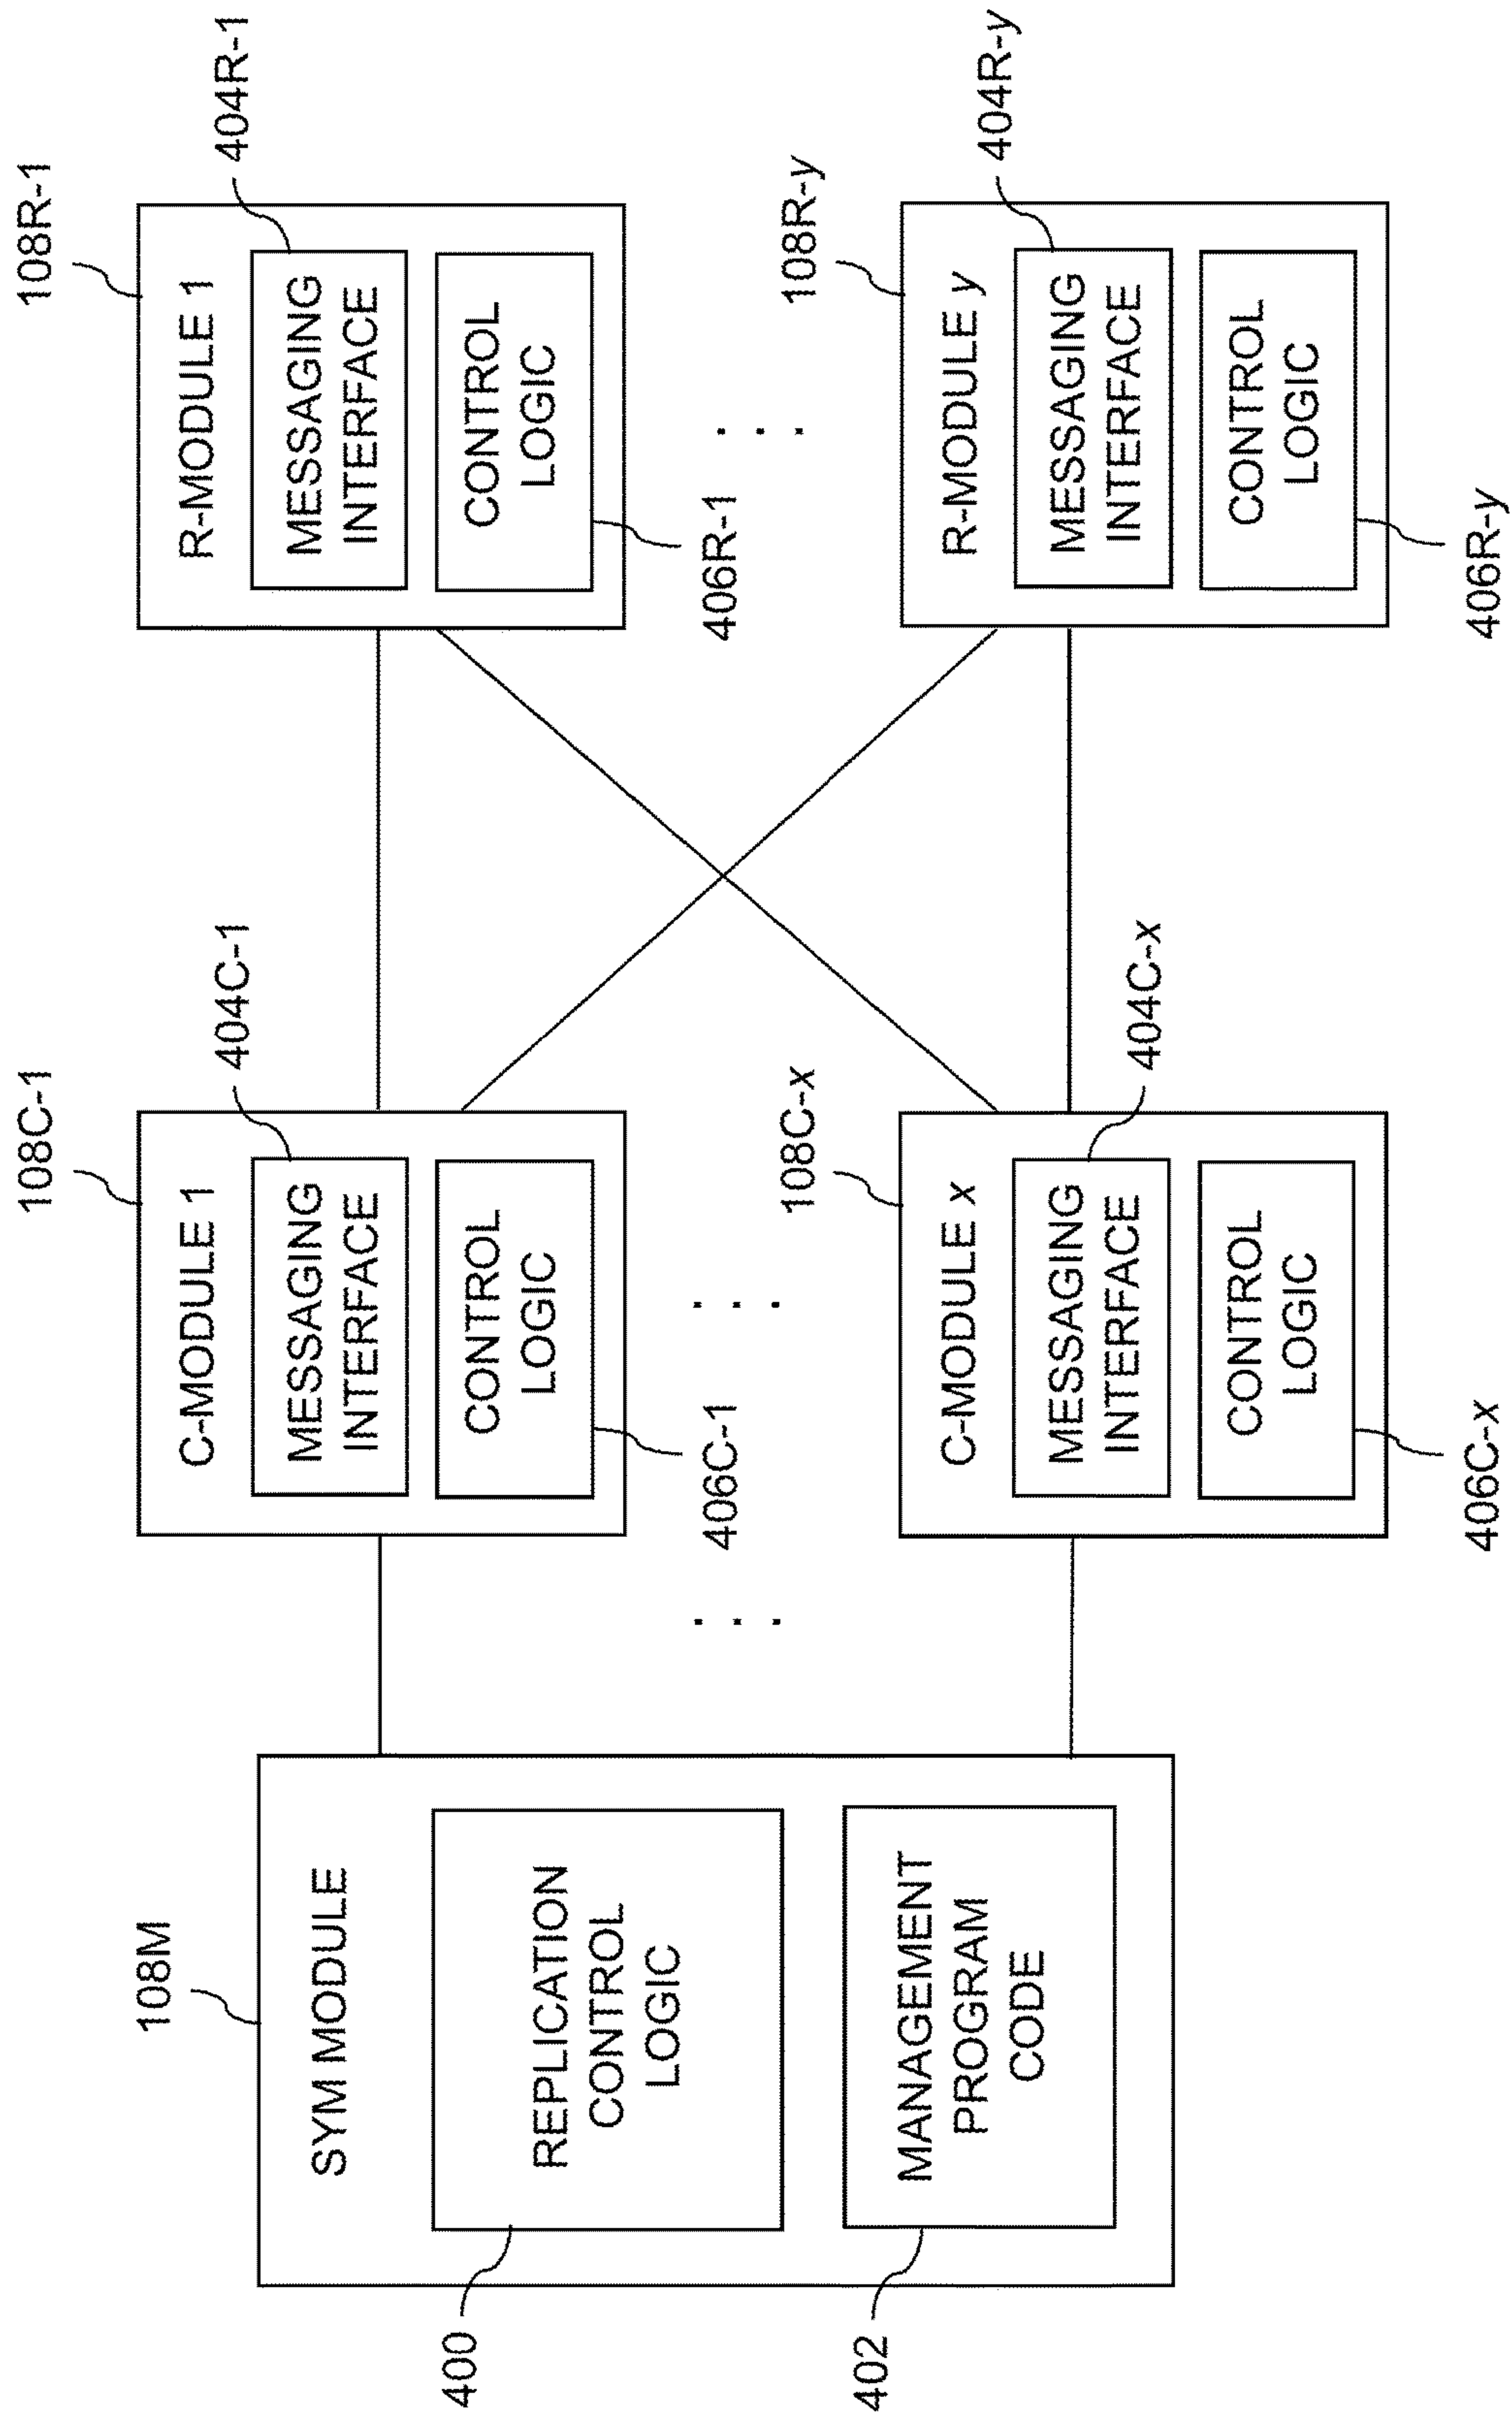 108M
SYM MODULE
REPLICATION
CONTROL
LOGIC
400
MANAGEMENT
PROGRAM
CODE
402
108C-1
C-MODULE 1
404C-1
MESSAGING
INTERFACE
CONTROL
LOGIC
406C-1
. . .
. . .
108C-x
C-MODULE x
404C-x
MESSAGING
INTERFACE
CONTROL
LOGIC
406C-x
108R-1
R-MODULE 1
404R-1
MESSAGING
INTERFACE
CONTROL
LOGIC
406R-1
. . .
108R-y
R-MODULE y
404R-y
MESSAGING
INTERFACE
CONTROL
LOGIC
406R-y